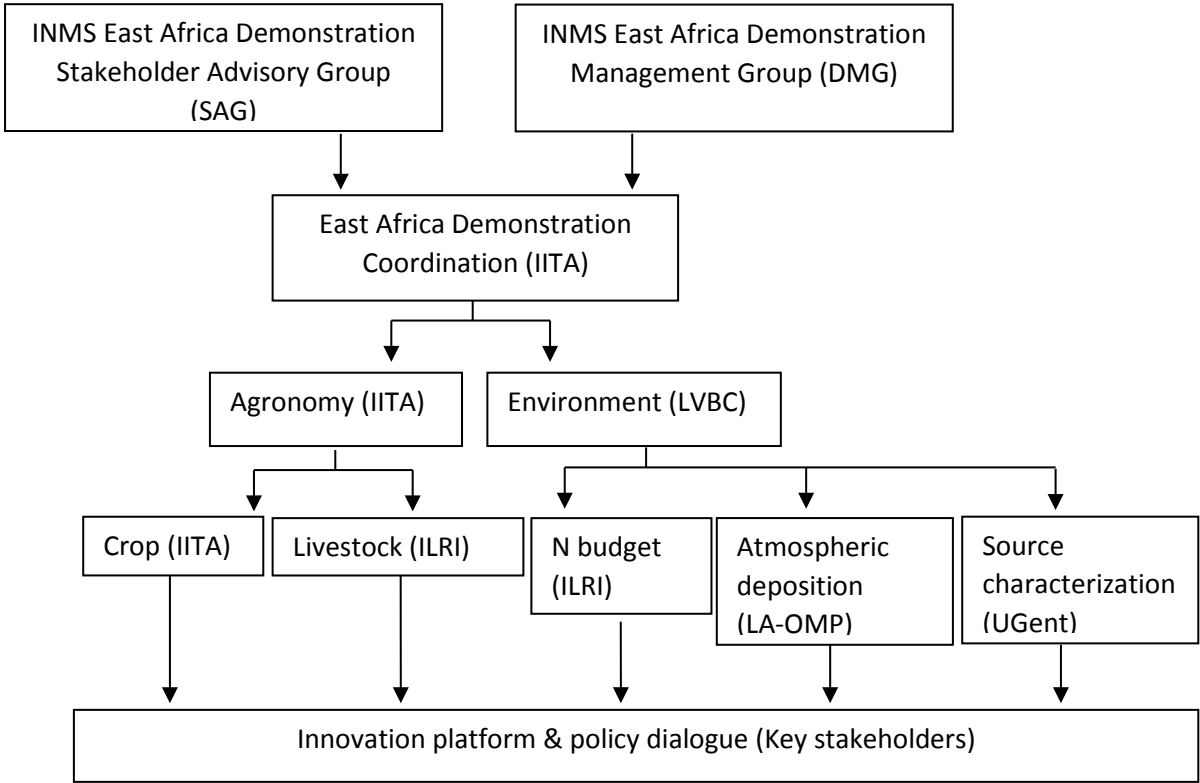 INMS East Africa Demonstration
Stakeholder Advisory Group
(SAG)
INMS East Africa Demonstration
Management Group (DMG)
East Africa Demonstration
Coordination (IITA)
Agronomy (IITA)
Environment (LVBC)
Crop (IITA)
Livestock (ILRI)
N budget
(ILRI)
Atmospheric
deposition
(LA-OMP)
Source
characterization
(UGent)
Innovation platform & policy dialogue (Key stakeholders)